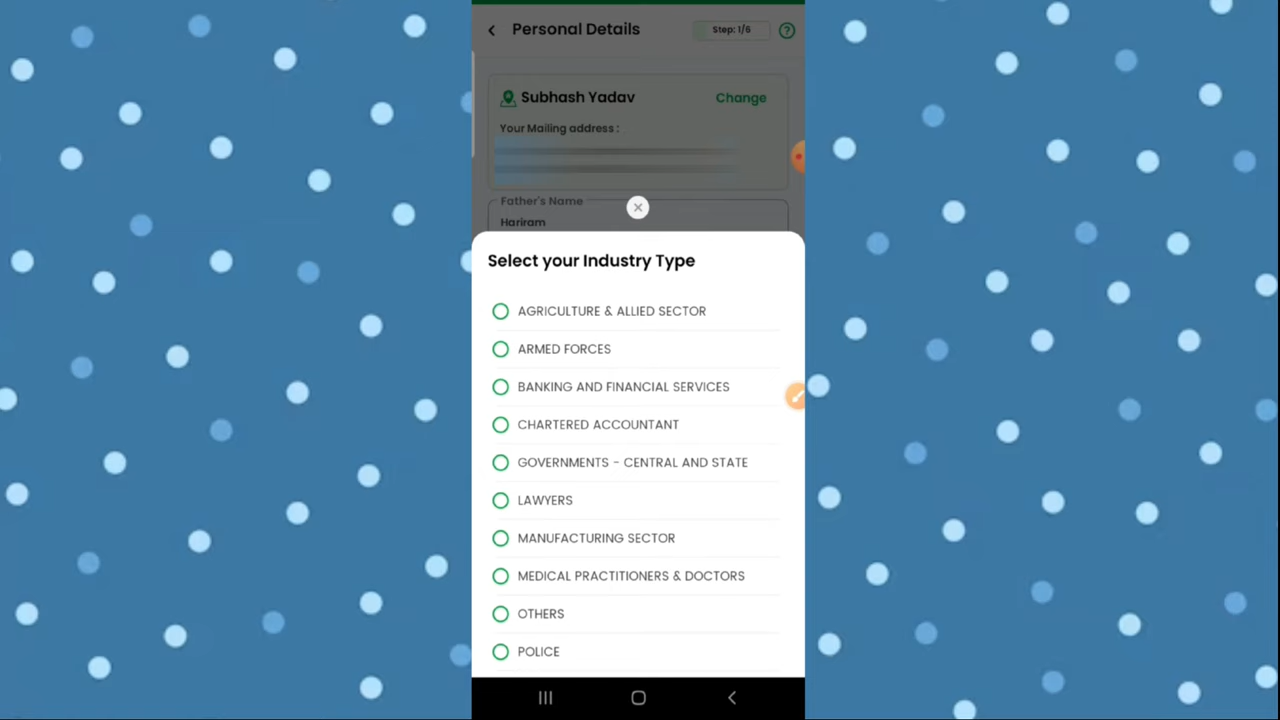 Personal Details
Step: 1/6
?
Subhash Yadav
Change
Your Mailing address :
Father's Name
Hariram
Select your Industry Type
AGRICULTURE & ALLIED SECTOR
ARMED FORCES
BANKING AND FINANCIAL SERVICES
CHARTERED ACCOUNTANT
GOVERNMENTS - CENTRAL AND STATE
LAWYERS
MANUFACTURING SECTOR
MEDICAL PRACTITIONERS & DOCTORS
OTHERS
POLICE